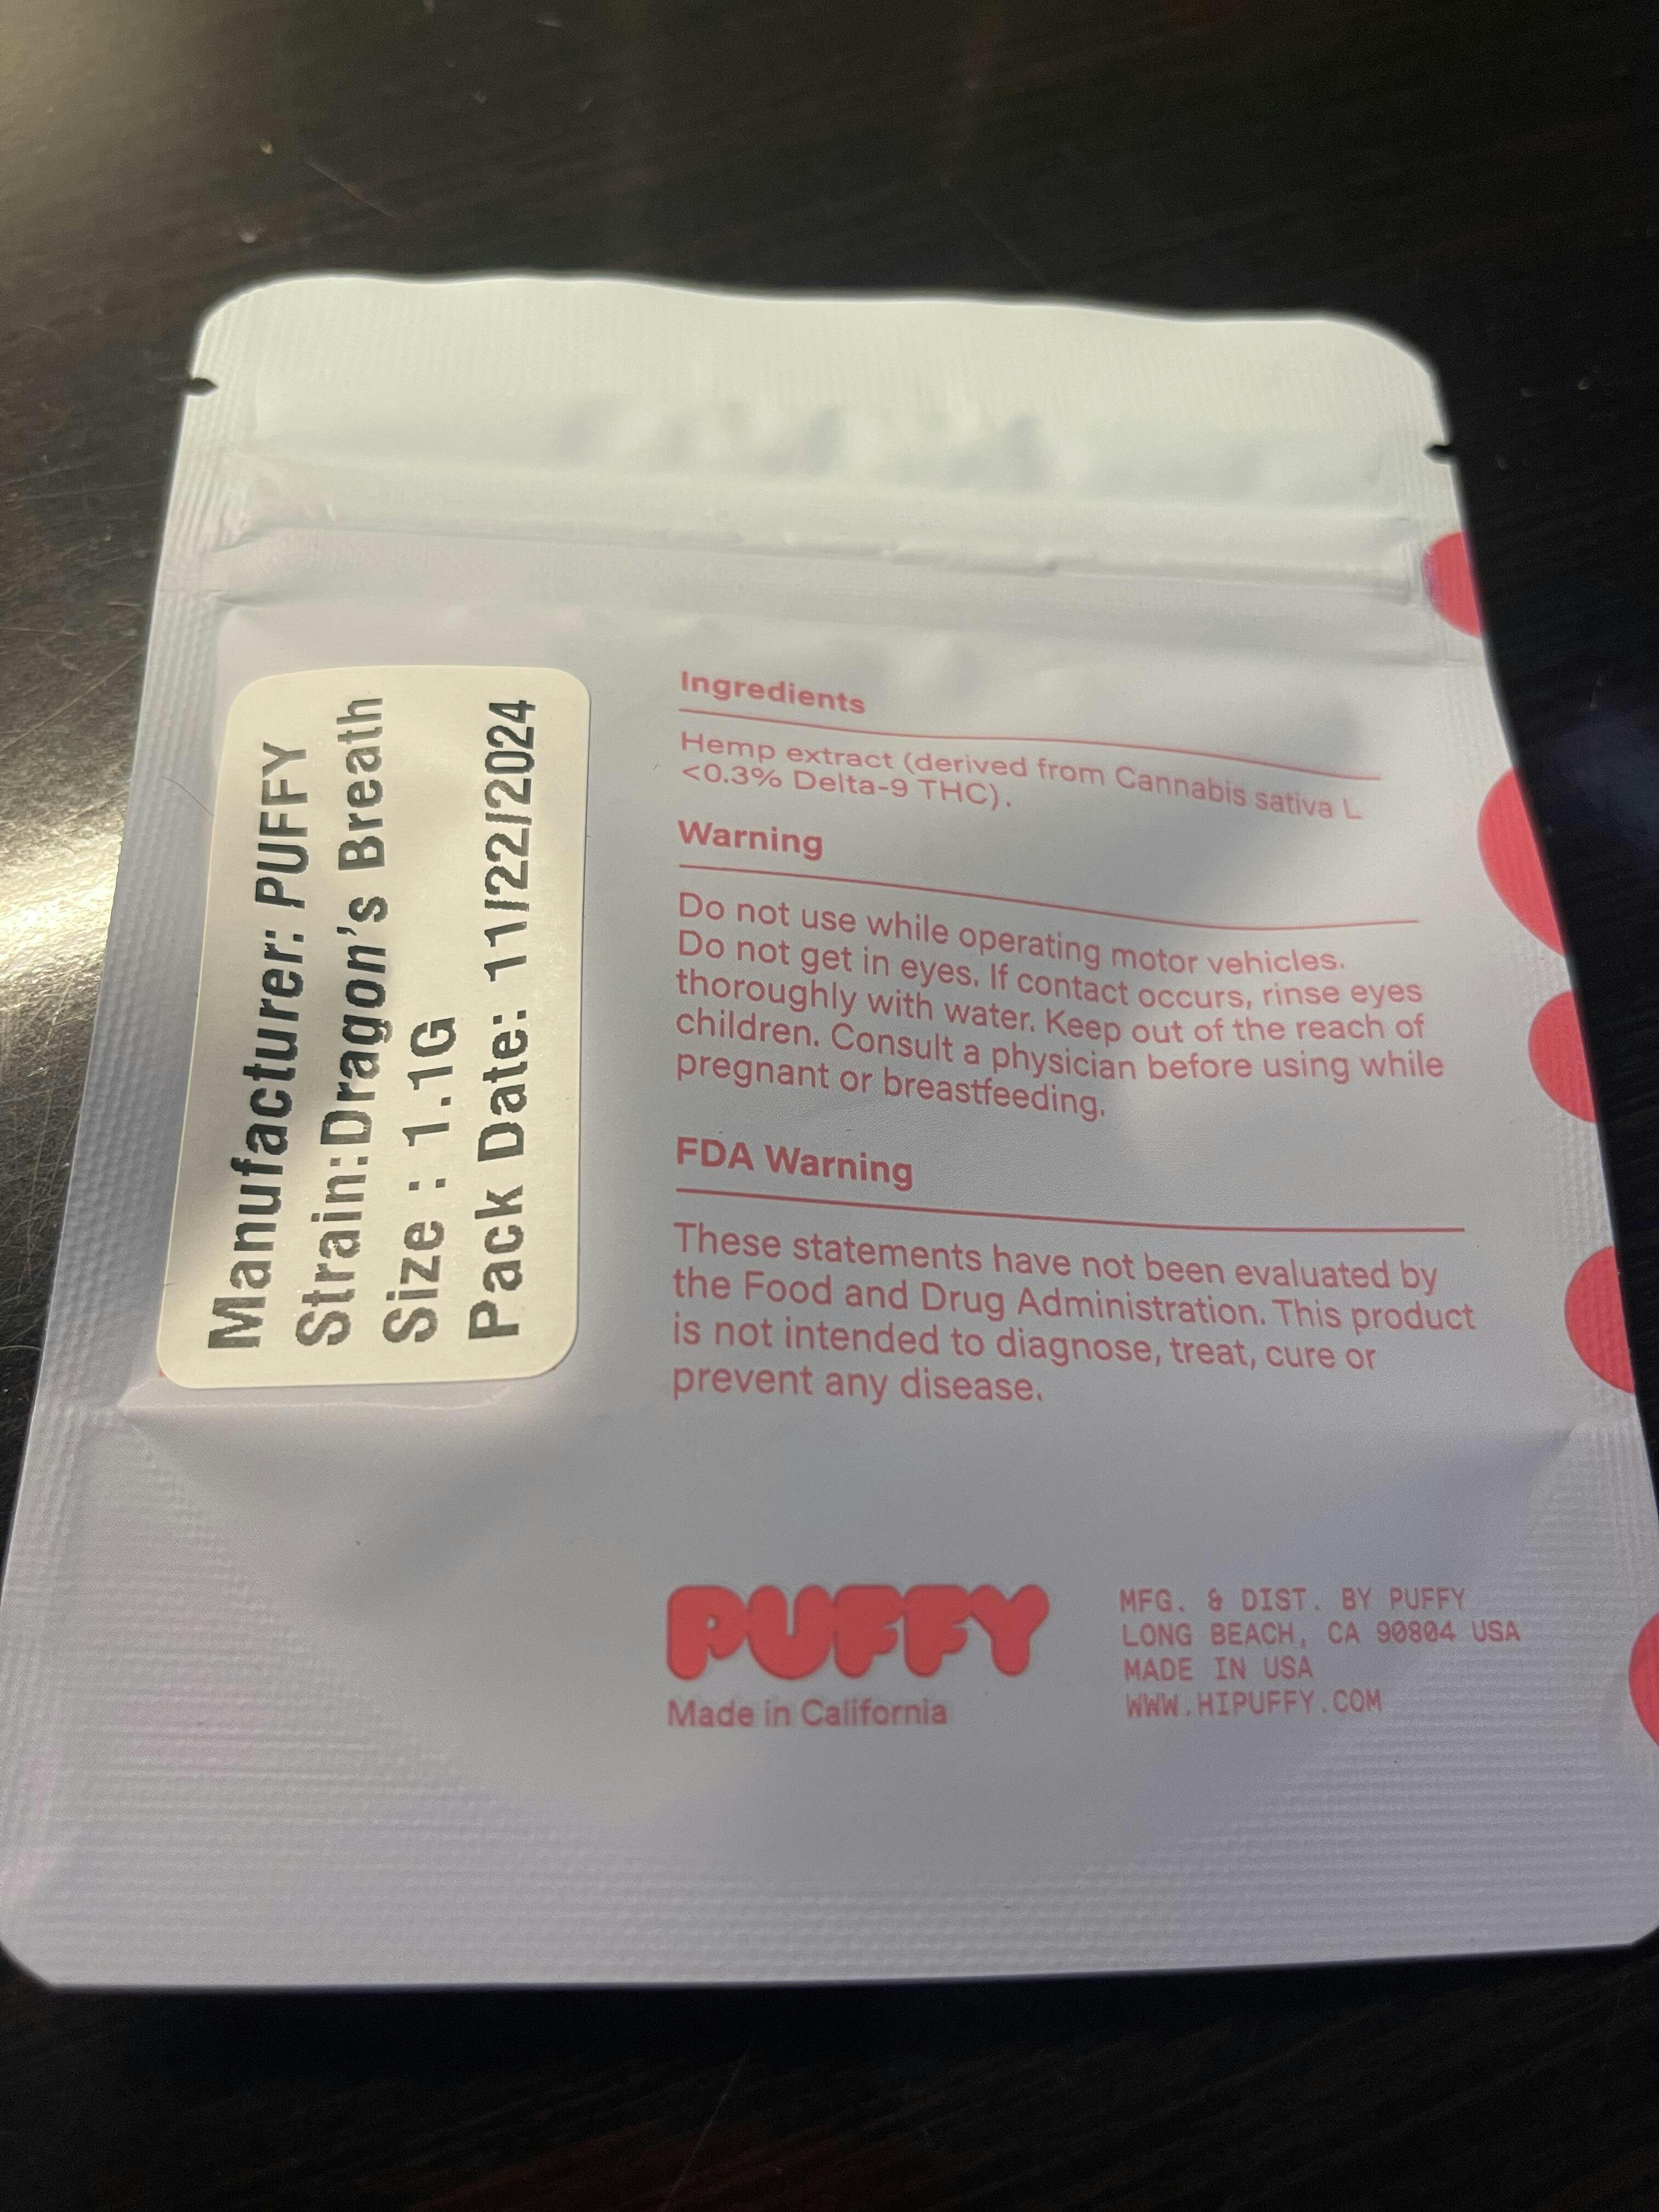 Manufacturer: PUFFY
Strain:Dragon's Breath
Size : 1.1G
Pack Date: 11/22/2024
Ingredients
Hemp extract (derived from Cannabis sativa L
<0.3% Delta-9 THC).
Warning
Do not use while operating motor vehicles.
Do not get in eyes. If contact occurs, rinse eyes
thoroughly with water. Keep out of the reach of
children. Consult a physician before using while
pregnant or breastfeeding.
FDA Warning
These statements have not been evaluated by
the Food and Drug Administration. This product
is not intended to diagnose, treat, cure or
prevent any disease.
PUFFY
Made in California
MFG. & DIST. BY PUFFY
LONG BEACH, CA 90804 USA
MADE IN USA
WWW.HIPUFFY.COM